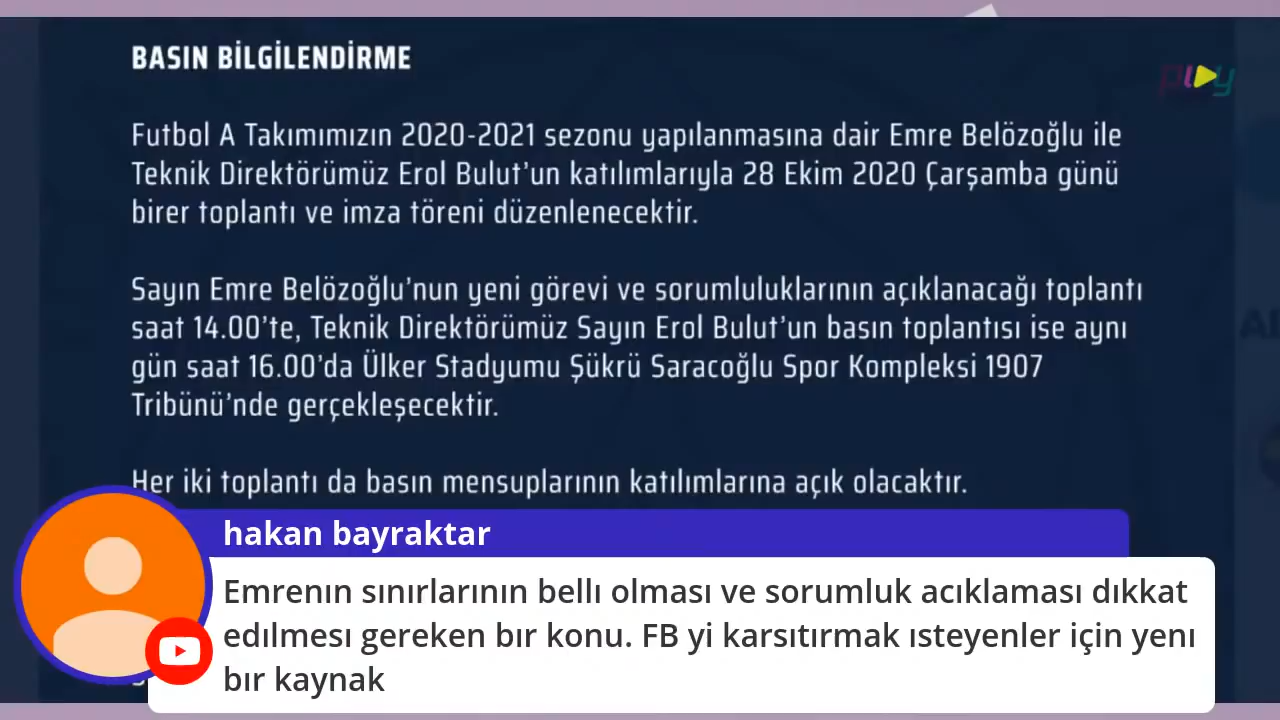 BASIN BİLGİLENDİRME
play
Futbol A Takımımızın 2020-2021 sezonu yapılanmasına dair Emre Belözoğlu ile
Teknik Direktörümüz Erol Bulut’un katılımlarıyla 28 Ekim 2020 Çarşamba günü
birer toplantı ve imza töreni düzenlenecektir.
Sayın Emre Belözoğlu’nun yeni görevi ve sorumluluklarının açıklanacağı toplantı
saat 14.00’te, Teknik Direktörümüz Sayın Erol Bulut’un basın toplantısı ise aynı
gün saat 16.00’da Ülker Stadyumu Şükrü Saracoğlu Spor Kompleksi 1907
Tribünü’nde gerçekleşecektir.
Her iki toplantı da basın mensuplarının katılımlarına açık olacaktır.
hakan bayraktar
Emrenın sınırlarının bellı olması ve sorumluk acıklaması dıkkat
edılmesı gereken bır konu. FB yi karsıtırmak ısteyenler için yenı
bır kaynak